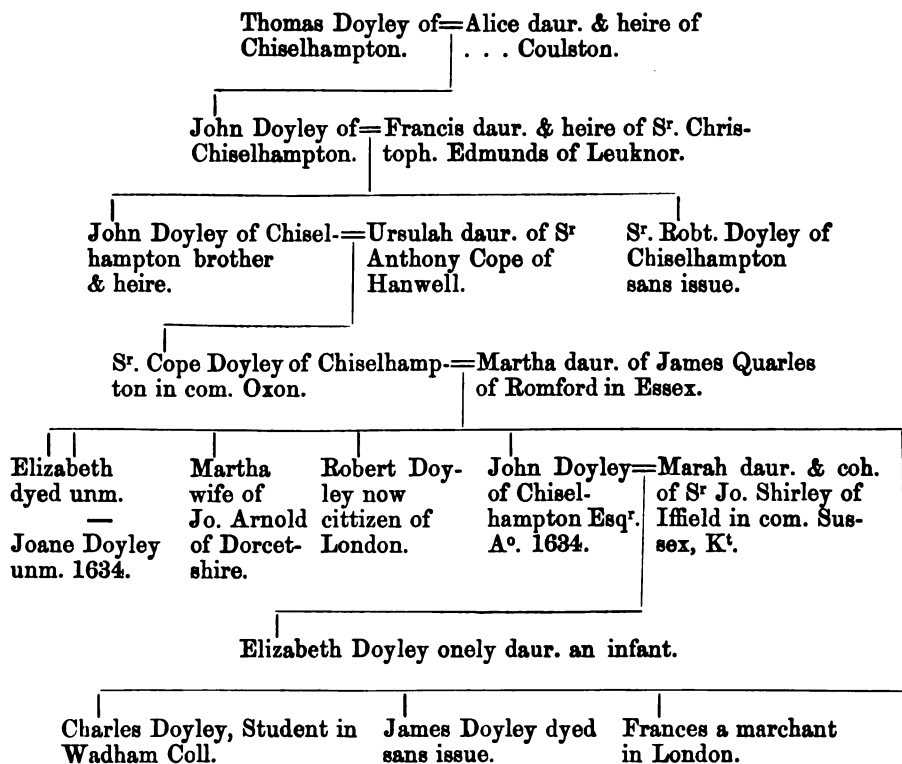 Thomas Doyley of=Alice daur. & heire of
Chiselhampton. . . . Coulston.
John Doyley of=Francis daur. & heire of Sʳ. Chris-
Chiselhampton. toph. Edmunds of Leuknor.
John Doyley of Chisel-=Ursulah daur. of Sʳ
hampton brother Anthony Cope of
& heire. Hanwell.
Sʳ. Robt. Doyley of
Chiselhampton
sans issue.
Sʳ. Cope Doyley of Chiselhamp-=Martha daur. of James Quarles
ton in com. Oxon. of Romford in Essex.
Elizabeth
dyed unm.
—
Joane Doyley
unm. 1634.
Martha
wife of
Jo. Arnold
of Dorcet-
shire.
Robert Doy-
ley now
cittizen of
London.
John Doyley=Marah daur. & coh.
of Chisel- of Sʳ Jo. Shirley of
hampton Esqʳ. Iffield in com. Sus-
Aº. 1634. sex, Kᵗ.
Elizabeth Doyley onely daur. an infant.
Charles Doyley, Student in
Wadham Coll.
James Doyley dyed
sans issue.
Frances a marchant
in London.